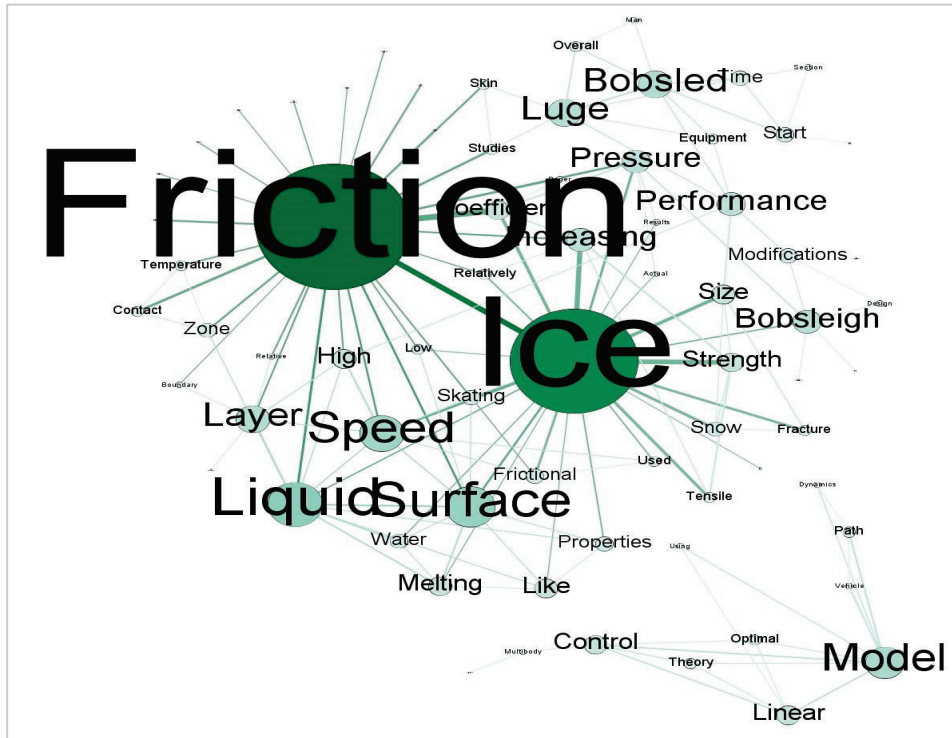 Man
Overall
Section
Skin
Bobsled
Time
Luge
Start
Equipment
Studies
Pressure
Friction
Performance
Coefficien
Increasing
Results
Modifications
Temperature
Relatively
Actual
Size
Design
Contact
Zone
Ice
Bobsleigh
Low
High
Relative
Strength
Boundary
Skating
Layer
Speed
Snow
Fracture
Used
Frictional
Dynamics
Liquid
Surface
Tensile
Path
Water
Properties
Using
Melting
Like
Vehicle
Control
Optimal
Multibody
Theory
Model
Linear